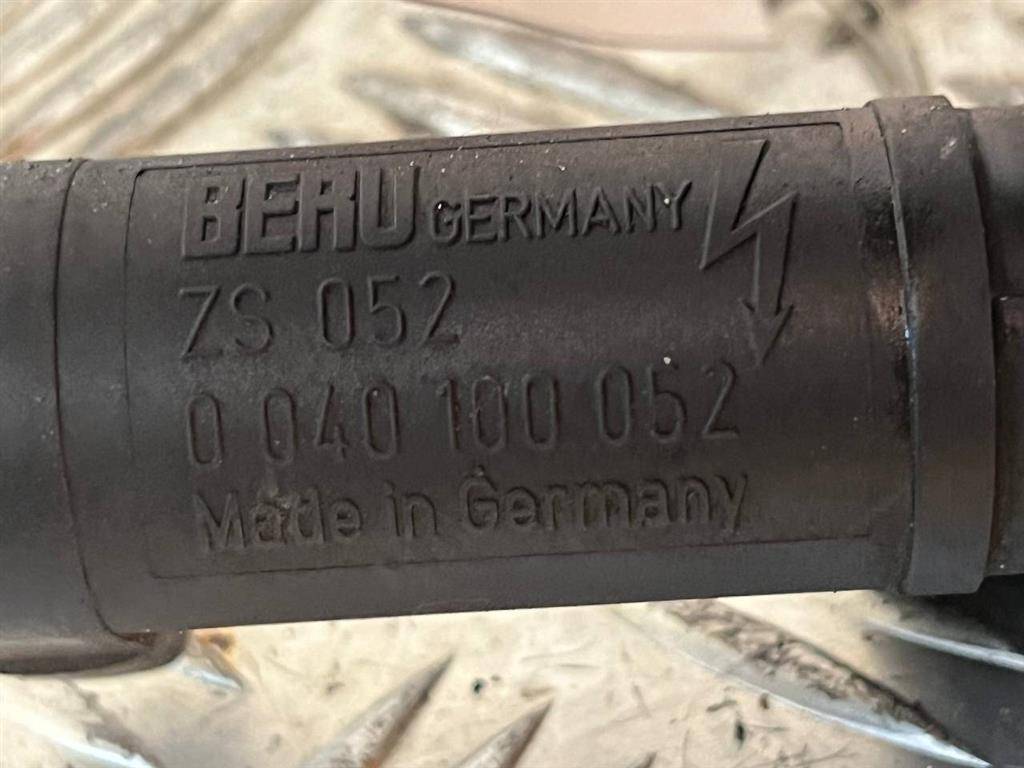 BERU GERMANY
ZS 052
0 040 100 052
Made in Germany